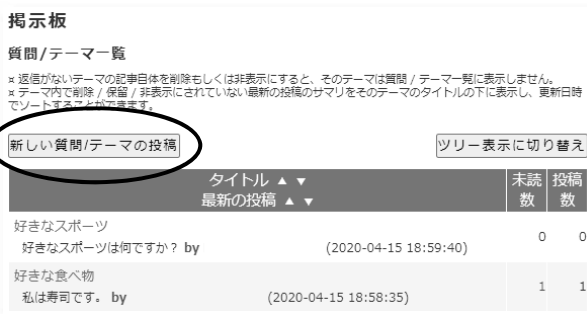 掲示板
質問/テーマ一覧
※ 返信がないテーマの記事自体を削除もしくは非表示にすると、そのテーマは質問 / テーマ一覧に表示しません。
※ テーマ内で削除 / 保留 / 非表示にされていない最新の投稿のサマリをそのテーマのタイトルの下に表示し、更新日時
でソートすることができます。
新しい質問/テーマの投稿 ツリー表示に切り替え
タイトル ▲ ▼ 未読 投稿
最新の投稿 ▲ ▼ 数 数
好きなスポーツ 0 0
好きなスポーツは何ですか? by (2020-04-15 18:59:40)
好きな食べ物 1 1
私は寿司です。 by (2020-04-15 18:58:35)